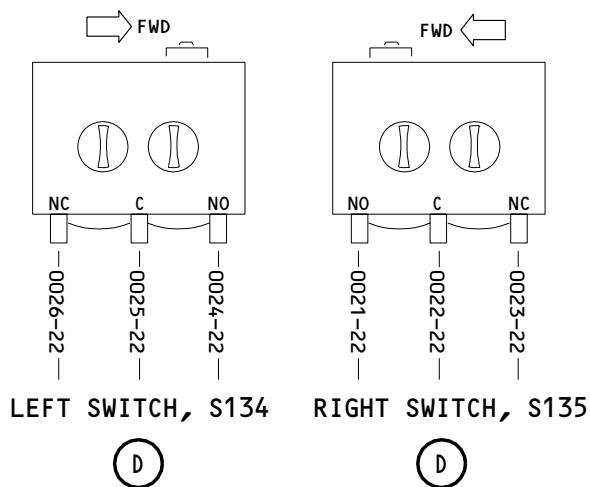 FWD FWD
NC C NO NO C NC
0026-22 0025-22 0024-22 0021-22 0022-22 0023-22
LEFT SWITCH, S134 RIGHT SWITCH, S135
D D